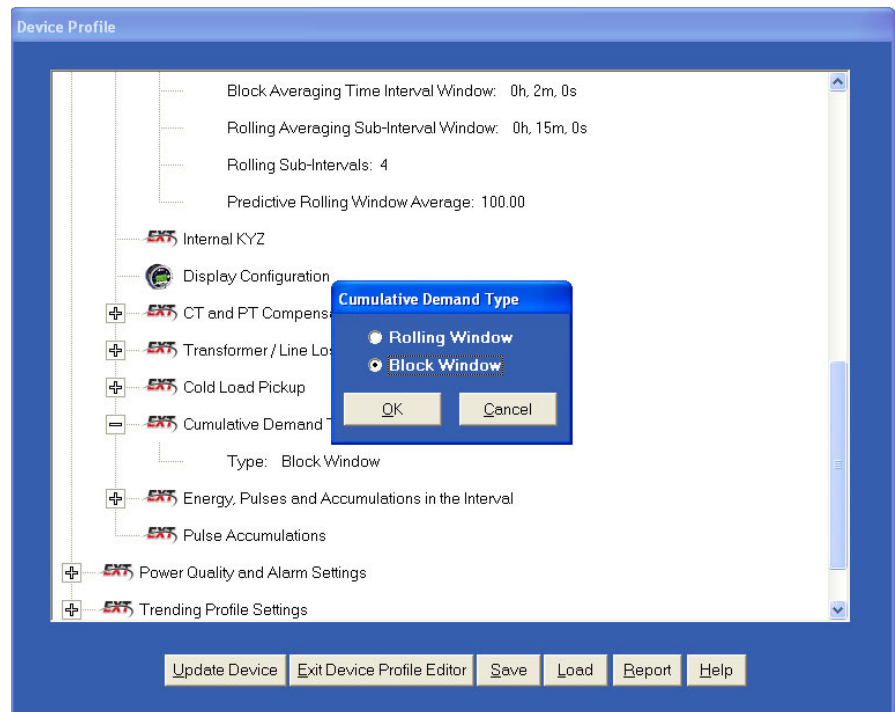 Device Profile
Block Averaging Time Interval Window: 0h, 2m, 0s
Rolling Averaging Sub-Interval Window: 0h, 15m, 0s
Rolling Sub-Intervals: 4
Predictive Rolling Window Average: 100.00
EXT Internal KYZ
Display Configuration
Cumulative Demand Type
EXT CT and PT
Rolling Window
EXT Transformer / Line
Block Window
EXT Cold Load Pickup
OK Cancel
EXT Cumulative Demand
Type: Block Window
EXT Energy, Pulses and Accumulations in the Interval
EXT Pulse Accumulations
EXT Power Quality and Alarm Settings
EXT Trending Profile Settings
Update Device Exit Device Profile Editor Save Load Report Help